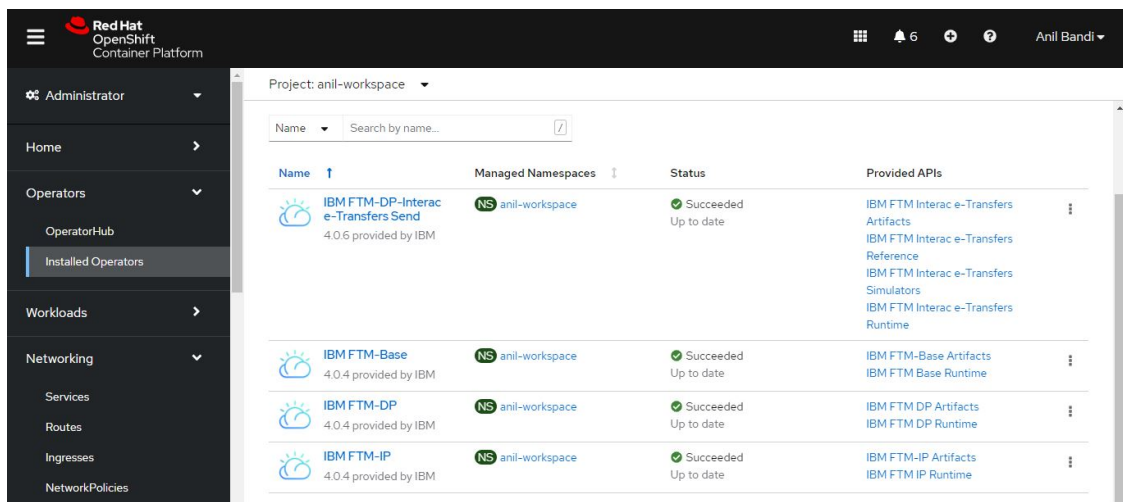 Red Hat
OpenShift
Container Platform
6
Anil Bandi
Administrator
Home
Operators
OperatorHub
Installed Operators
Workloads
Networking
Services
Routes
Ingresses
NetworkPolicies
Project: anil-workspace
Name
Search by name...
/
Name
Managed Namespaces
Status
Provided APIs
IBM FTM-DP-Interac
e-Transfers Send
4.0.6 provided by IBM
NS anil-workspace
Succeeded
Up to date
IBM FTM Interac e-Transfers
Artifacts
IBM FTM Interac e-Transfers
Reference
IBM FTM Interac e-Transfers
Simulators
IBM FTM Interac e-Transfers
Runtime
IBM FTM-Base
4.0.4 provided by IBM
NS anil-workspace
Succeeded
Up to date
IBM FTM-Base Artifacts
IBM FTM Base Runtime
IBM FTM-DP
4.0.4 provided by IBM
NS anil-workspace
Succeeded
Up to date
IBM FTM DP Artifacts
IBM FTM DP Runtime
IBM FTM-IP
4.0.4 provided by IBM
NS anil-workspace
Succeeded
Up to date
IBM FTM-IP Artifacts
IBM FTM IP Runtime